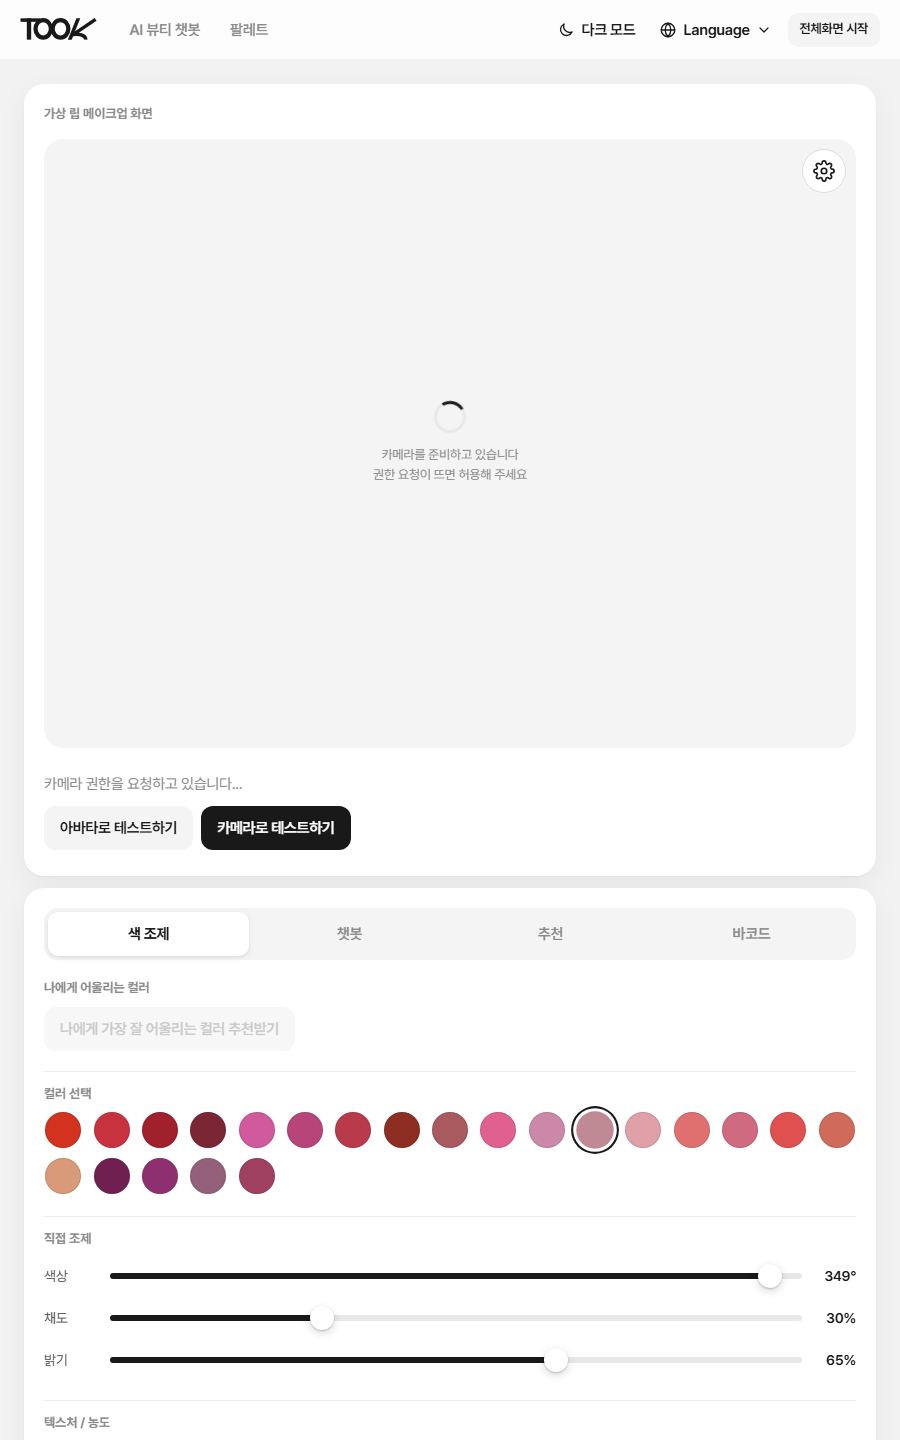 TOOK
AI 뷰티 챗봇
팔레트
다크 모드
Language
전체화면 시작
가상 립 메이크업 화면
카메라를 준비하고 있습니다
권한 요청이 뜨면 허용해 주세요
카메라 권한을 요청하고 있습니다...
아바타로 테스트하기
카메라로 테스트하기
색 조제
챗봇
추천
바코드
나에게 어울리는 컬러
나에게 가장 잘 어울리는 컬러 추천받기
컬러 선택
직접 조제
색상
349°
채도
30%
밝기
65%
텍스처 / 농도